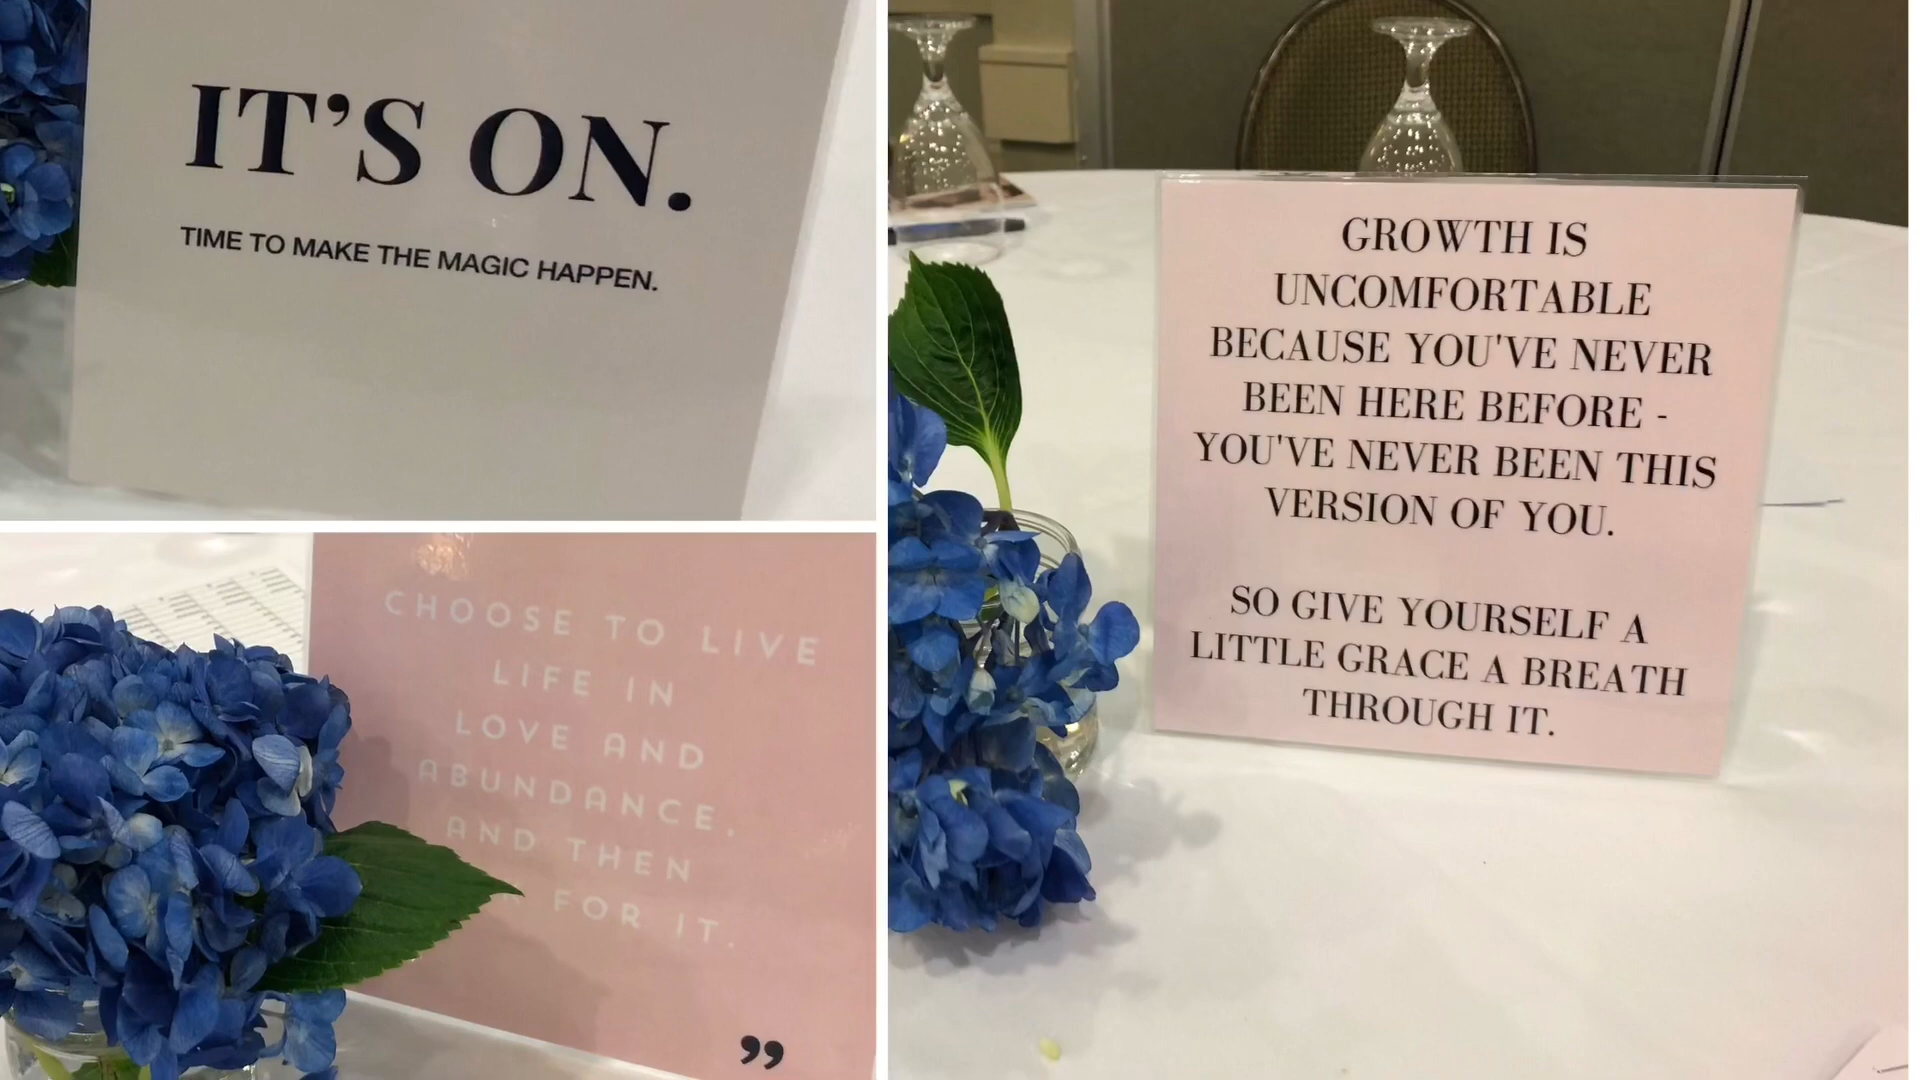 IT'S ON.
TIME TO MAKE THE MAGIC HAPPEN.
CHOOSE TO LIVE
LIFE IN
LOVE AND
ABUNDANCE,
AND THEN
FOR IT.
”
GROWTH IS
UNCOMFORTABLE
BECAUSE YOU'VE NEVER
BEEN HERE BEFORE -
YOU'VE NEVER BEEN THIS
VERSION OF YOU.
SO GIVE YOURSELF A
LITTLE GRACE A BREATH
THROUGH IT.